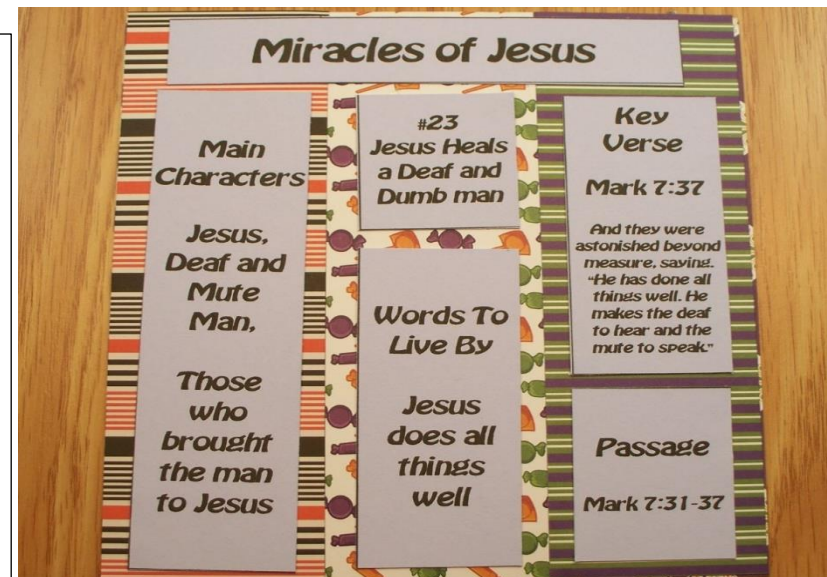 Miracles of Jesus
Main
Characters
Jesus,
Deaf and
Mute
Man,
Those
who
brought
the man
to Jesus
#23
Jesus Heals
a Deaf and
Dumb man
Words To
Live By
Jesus
does all
things
well
Key
Verse
Mark 7:37
And they were
astonished beyond
measure, saying.
"He has done all
things well. He
makes the deaf
to hear and the
mute to speak."
Passage
Mark 7:31-37